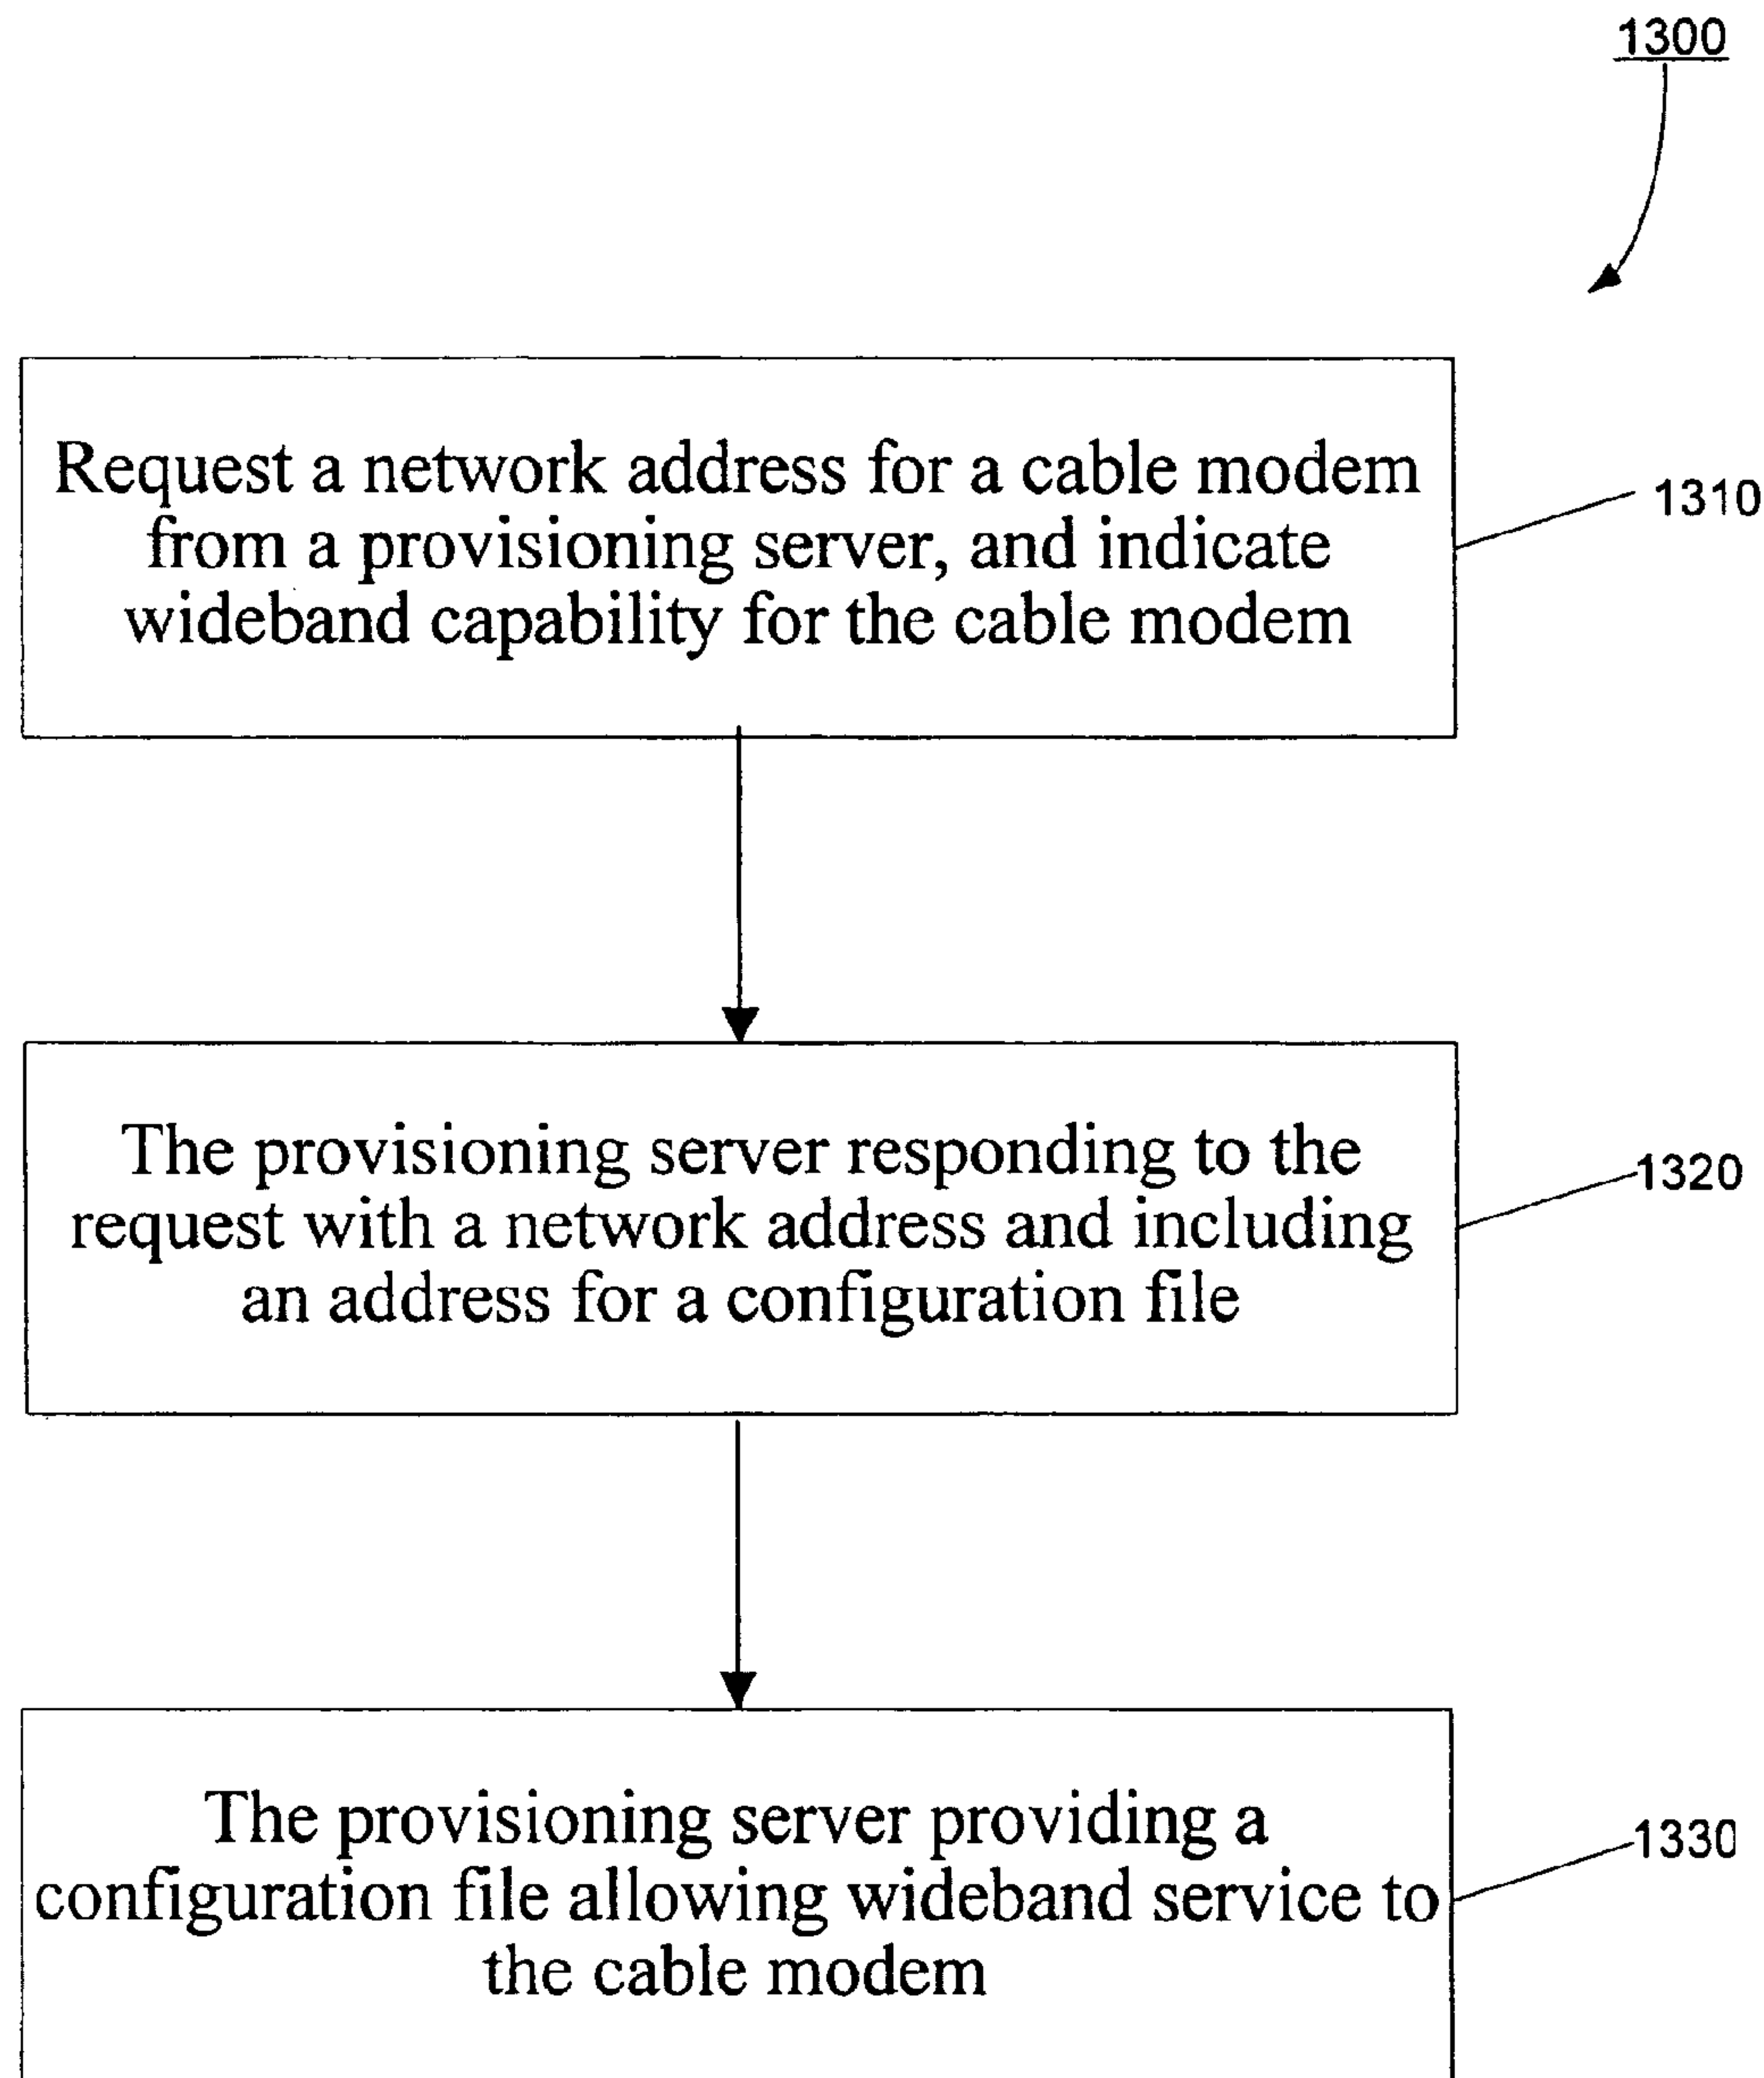 1300
Request a network address for a cable modem
from a provisioning server, and indicate
wideband capability for the cable modem
1310
The provisioning server responding to the
request with a network address and including
an address for a configuration file
1320
The provisioning server providing a
configuration file allowing wideband service to
the cable modem
1330